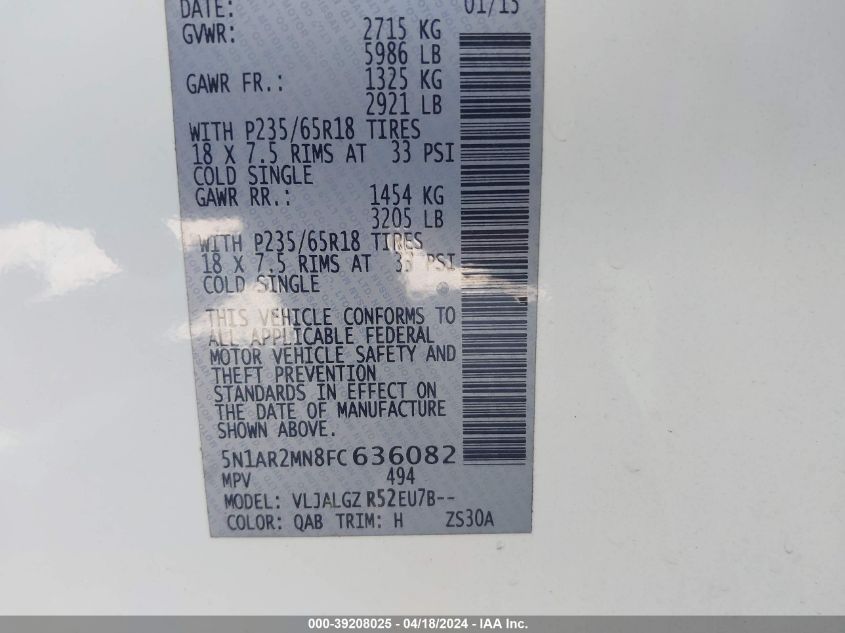 DATE: 01/15
GVWR: 2715 KG
5986 LB
GAWR FR.: 1325 KG
2921 LB
WITH P235/65R18 TIRES
18 X 7.5 RIMS AT 33 PSI
COLD SINGLE
GAWR RR.: 1454 KG
3205 LB
WITH P235/65R18 TIRES
18 X 7.5 RIMS AT 33 PSI
COLD SINGLE
THIS VEHICLE CONFORMS TO
ALL APPLICABLE FEDERAL
MOTOR VEHICLE SAFETY AND
THEFT PREVENTION
STANDARDS IN EFFECT ON
THE DATE OF MANUFACTURE
SHOWN ABOVE.
5N1AR2MN8FC636082
MPV 494
MODEL: VLJALGZ R52EU7B--
COLOR: QAB TRIM: H ZS30A
000-39208025 - 04/18/2024 - IAA, Inc.